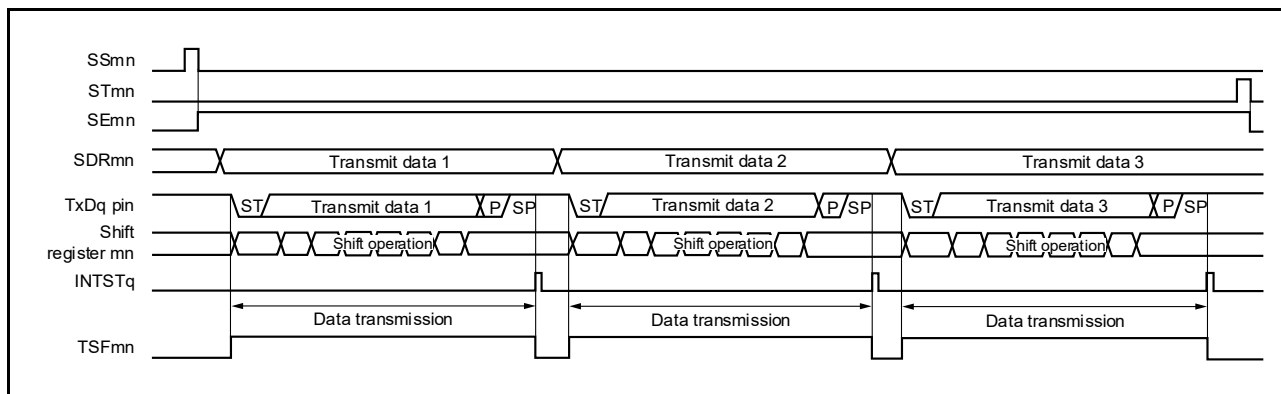 SSmn
STmn
SEmn
SDRmn Transmit data 1 Transmit data 2 Transmit data 3
TxDq pin ST Transmit data 1 P SP ST Transmit data 2 P SP ST Transmit data 3 P SP
Shift
register mn Shift operation Shift operation Shift operation
INTSTq
Data transmission Data transmission Data transmission
TSFmn